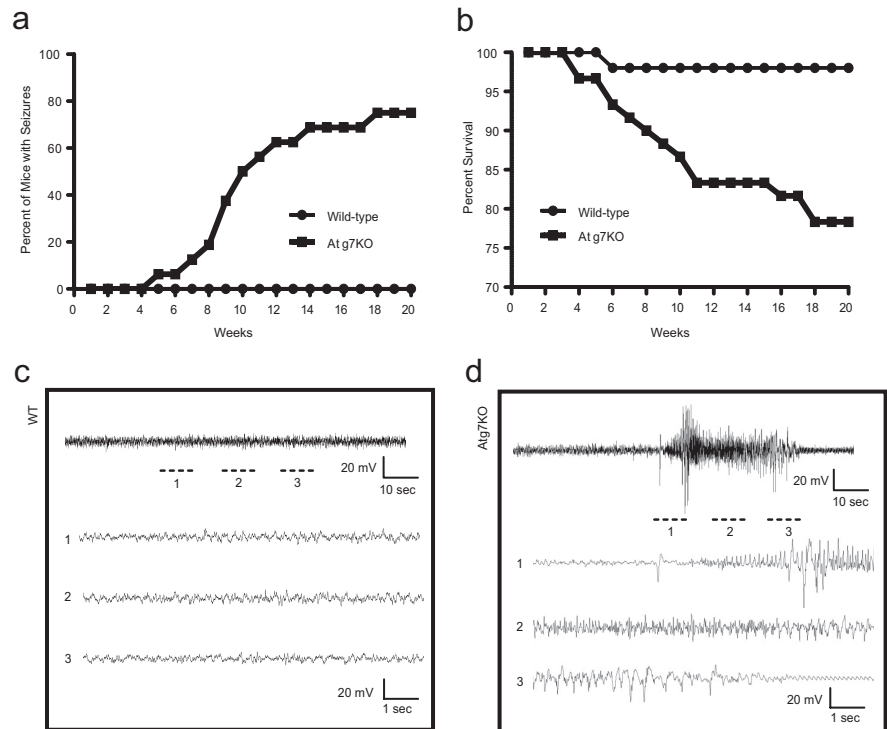 a
Percent of Mice with Seizures
100
80
60
40
20
0
0 2 4 6 8 10 12 14 16 18 20
Weeks
Wild-type
At g7KO
b
Percent Survival
100
95
90
85
80
75
70
0 2 4 6 8 10 12 14 16 18 20
Weeks
Wild-type
At g7KO
c
WT
1 2 3
20 mV
10 sec
1
2
3
20 mV
1 sec
d
Atg7KO
20 mV
10 sec
1 2 3
1
2
3
20 mV
1 sec